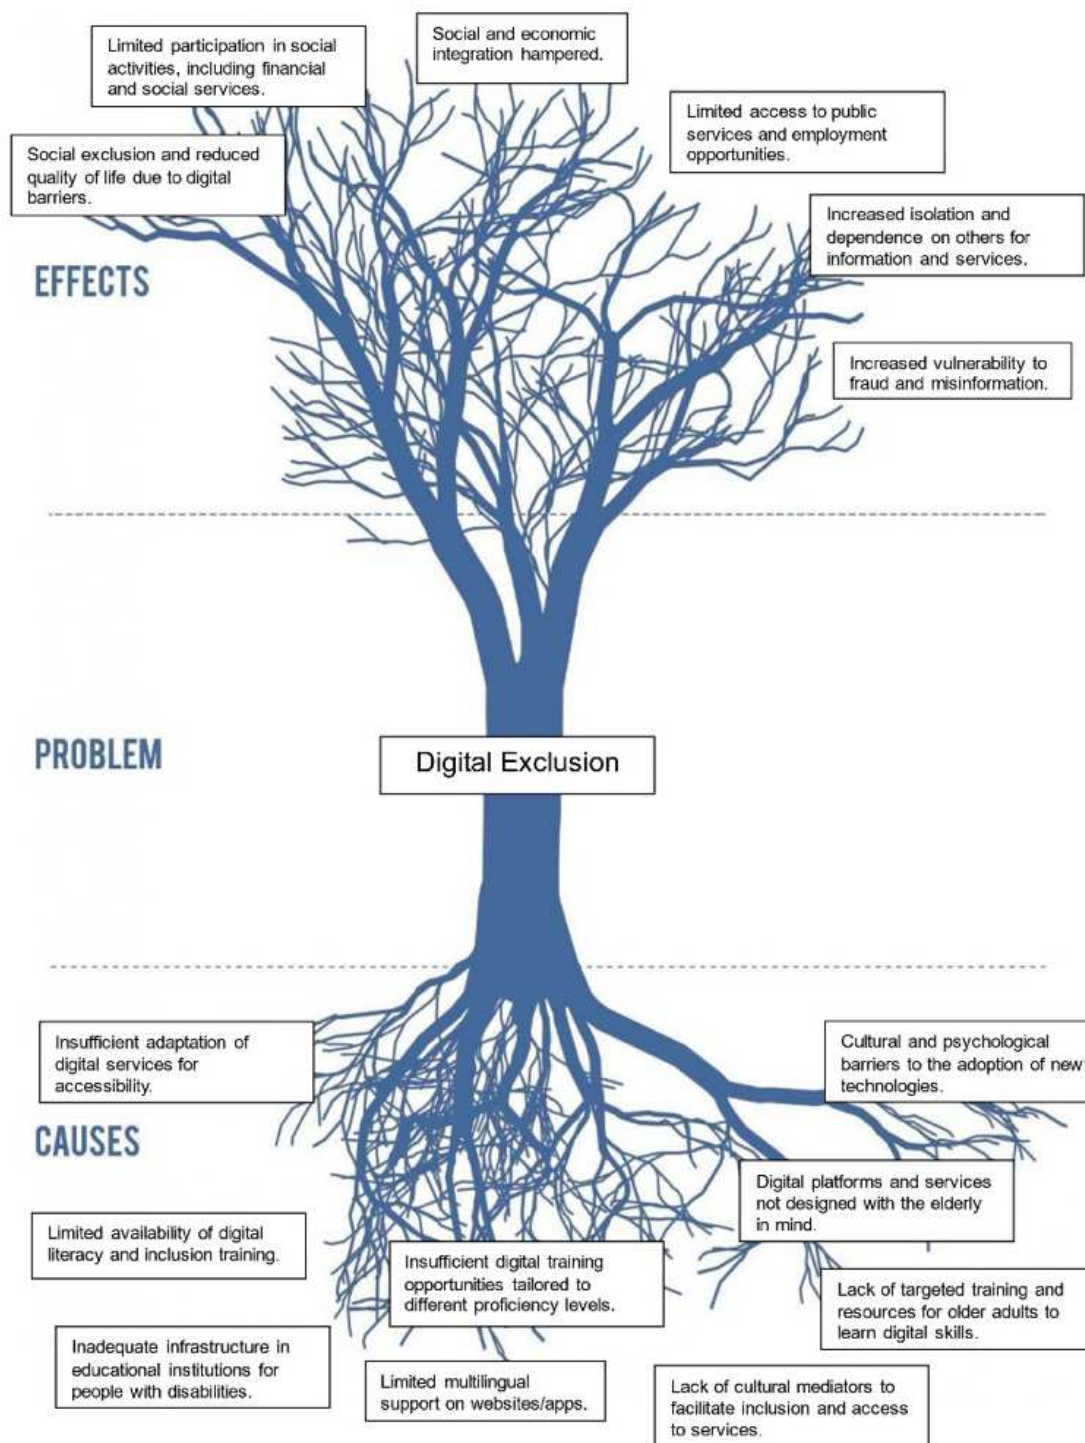 Limited participation in social
activities, including financial
and social services.
Social and economic
integration hampered.
Limited access to public
services and employment
opportunities.
Social exclusion and reduced
quality of life due to digital
barriers.
Increased isolation and
dependence on others for
information and services.
EFFECTS
Increased vulnerability to
fraud and misinformation.
PROBLEM
Digital Exclusion
Insufficient adaptation of
digital services for
accessibility.
Cultural and psychological
barriers to the adoption of new
technologies.
CAUSES
Digital platforms and services
not designed with the elderly
in mind.
Limited availability of digital
literacy and inclusion training.
Insufficient digital training
opportunities tailored to
different proficiency levels.
Lack of targeted training and
resources for older adults to
learn digital skills.
Inadequate infrastructure in
educational institutions for
people with disabilities.
Limited multilingual
support on websites/apps.
Lack of cultural mediators to
facilitate inclusion and access
to services.